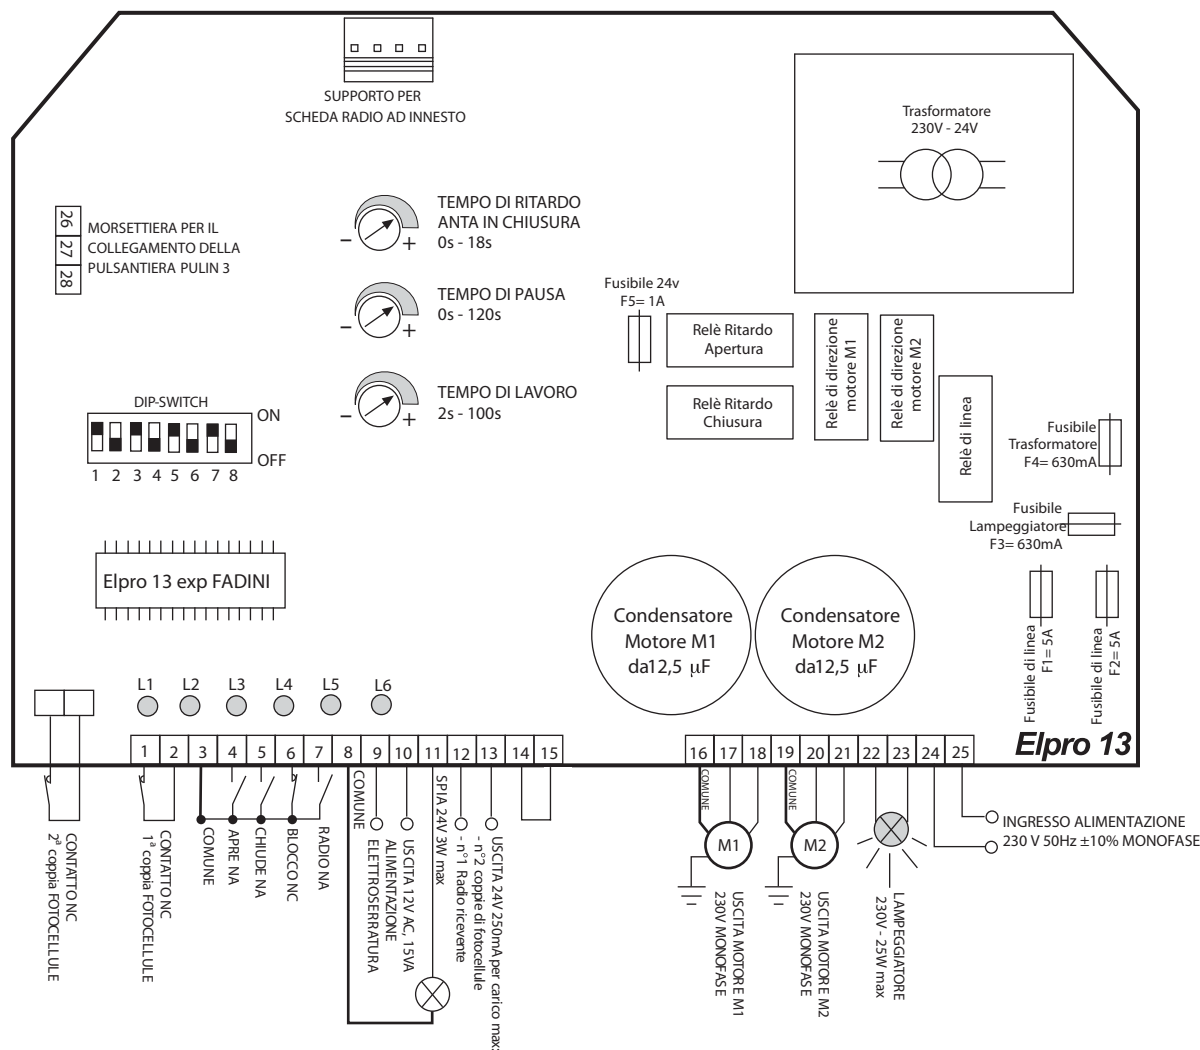 SUPPORTO PER
SCHEDA RADIO AD INNESTO
Trasformatore
230V - 24V
26
27
28
MORSETTIERA PER IL
COLLEGAMENTO DELLA
PULSANTIERA PULIN 3
TEMPO DI RITARDO
ANTA IN CHIUSURA
0s - 18s
− +
TEMPO DI PAUSA
0s - 120s
− +
TEMPO DI LAVORO
2s - 100s
− +
Fusibile 24v
F5= 1A
Relè Ritardo
Apertura
Relè Ritardo
Chiusura
Relè di direzione
motore M1
Relè di direzione
motore M2
Relè di linea
Fusibile
Trasformatore
F4= 630mA
Fusibile
Lampeggiatore
F3= 630mA
Fusibile di linea
F1= 5A
Fusibile di linea
F2= 5A
DIP-SWITCH
ON
OFF
1 2 3 4 5 6 7 8
Elpro 13 exp FADINI
Condensatore
Motore M1
da12,5 µF
Condensatore
Motore M2
da12,5 µF
L1 L2 L3 L4 L5 L6
Elpro 13
1 2 3 4 5 6 7 8 9 10 11 12 13 14 15
16 17 18 19 20 21 22 23 24 25
CONTATTO NC
2ª coppia FOTOCELLULE
CONTATTO NC
1ª coppia FOTOCELLULE
COMUNE
APRE NA
CHIUDE NA
BLOCCO NC
RADIO NA
COMUNE
USCITA 12V AC, 15VA
ALIMENTAZIONE
ELETTROSERRATURA
SPIA 24V 3W max
USCITA 24V 250mA per carico max:
- n°2 coppie di fotocellule
- n°1 Radio ricevente
COMUNE
M1
USCITA MOTORE M1
230V MONOFASE
COMUNE
M2
USCITA MOTORE M2
230V MONOFASE
LAMPEGGIATORE
230V - 25W max
INGRESSO ALIMENTAZIONE
230 V 50Hz ±10% MONOFASE